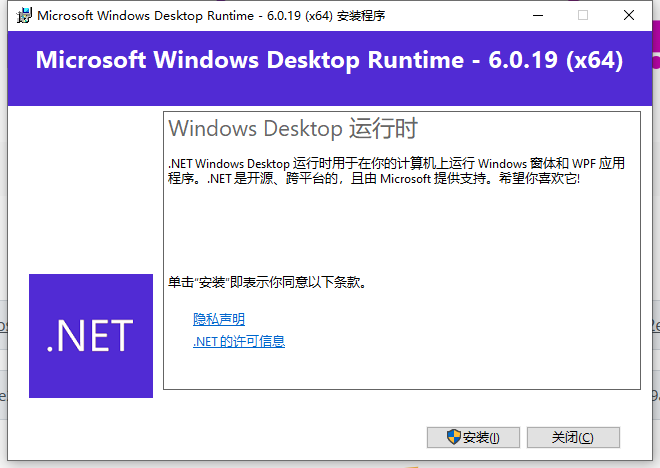 Microsoft Windows Desktop Runtime - 6.0.19 (x64) 安装程序
Microsoft Windows Desktop Runtime - 6.0.19 (x64)
Windows Desktop 运行时
.NET Windows Desktop 运行时用于在你的计算机上运行 Windows 窗体和 WPF 应用
程序。.NET 是开源、跨平台的，且由 Microsoft 提供支持。希望你喜欢它!
单击“安装”即表示你同意以下条款。
隐私声明
.NET 的许可信息
.NET
安装(I)
关闭(C)